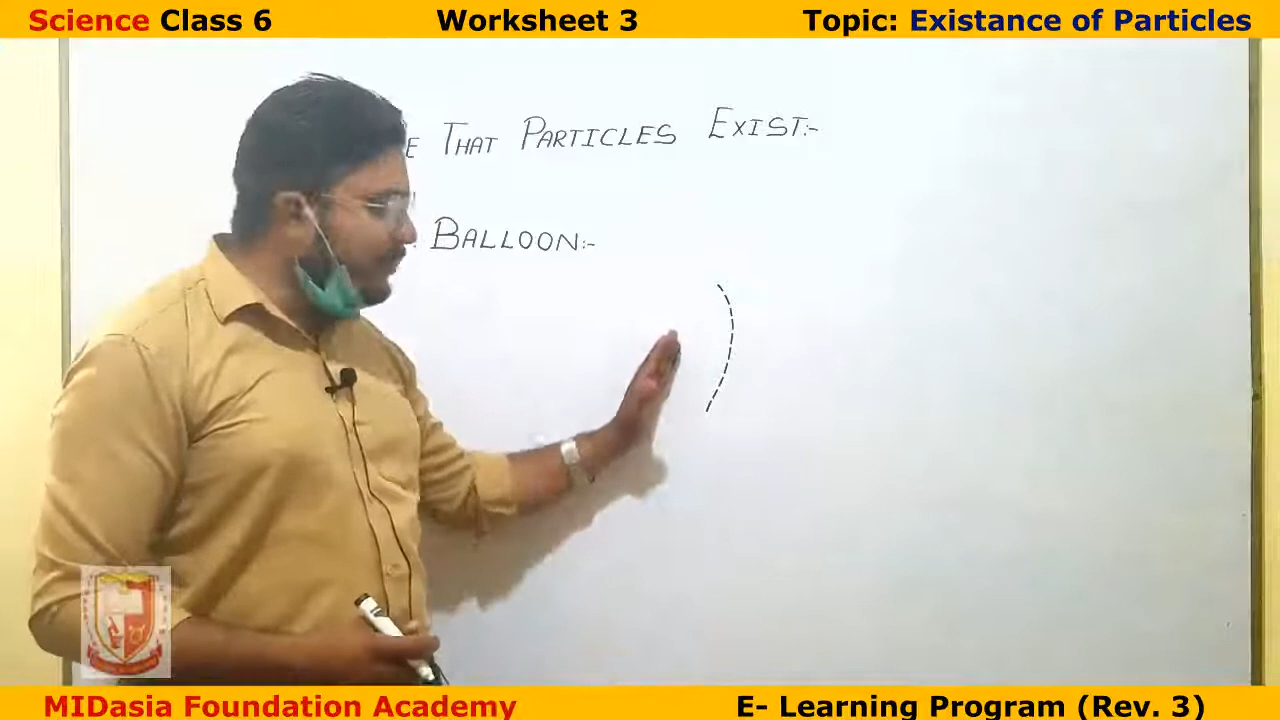 Science Class 6 Worksheet 3 Topic: Existance of Particles
E THAT PARTICLES EXIST:-
BALLOON:-
MIDasia Foundation Academy E- Learning Program (Rev. 3)